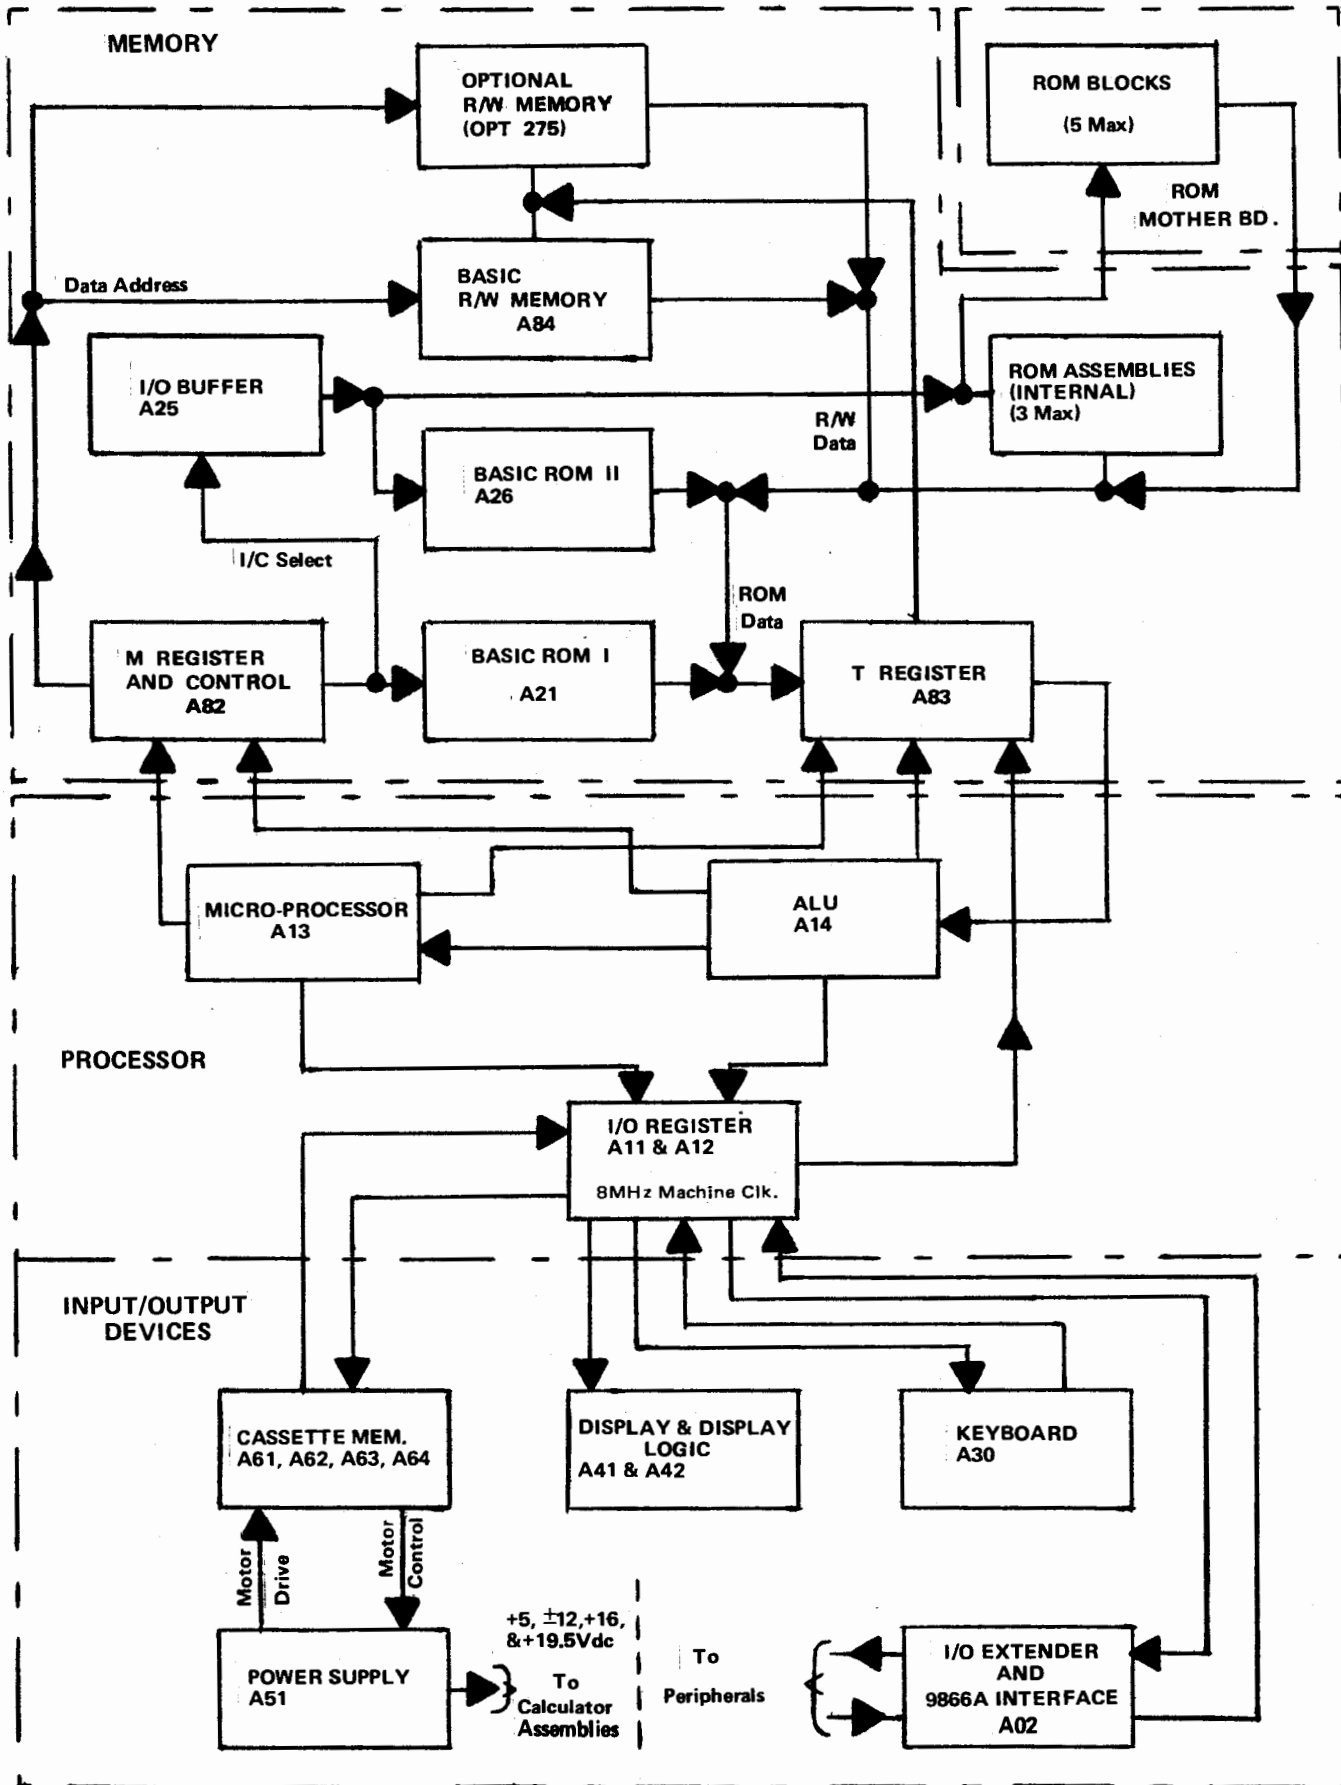 MEMORY
OPTIONAL
R/W MEMORY
(OPT 275)
ROM BLOCKS
(5 Max)
ROM
MOTHER BD.
Data Address
BASIC
R/W MEMORY
A84
I/O BUFFER
A25
ROM ASSEMBLIES
(INTERNAL)
(3 Max)
R/W
Data
BASIC ROM II
A26
I/C Select
ROM
Data
M REGISTER
AND CONTROL
A82
BASIC ROM I
A21
T REGISTER
A83
MICRO-PROCESSOR
A13
ALU
A14
PROCESSOR
I/O REGISTER
A11 & A12
8MHz Machine Clk.
INPUT/OUTPUT
DEVICES
CASSETTE MEM.
A61, A62, A63, A64
DISPLAY & DISPLAY
LOGIC
A41 & A42
KEYBOARD
A30
Motor
Drive
Motor
Control
POWER SUPPLY
A51
+5, ±12,+16,
&+19.5Vdc
To
Calculator
Assemblies
To
Peripherals
I/O EXTENDER
AND
9866A INTERFACE
A02